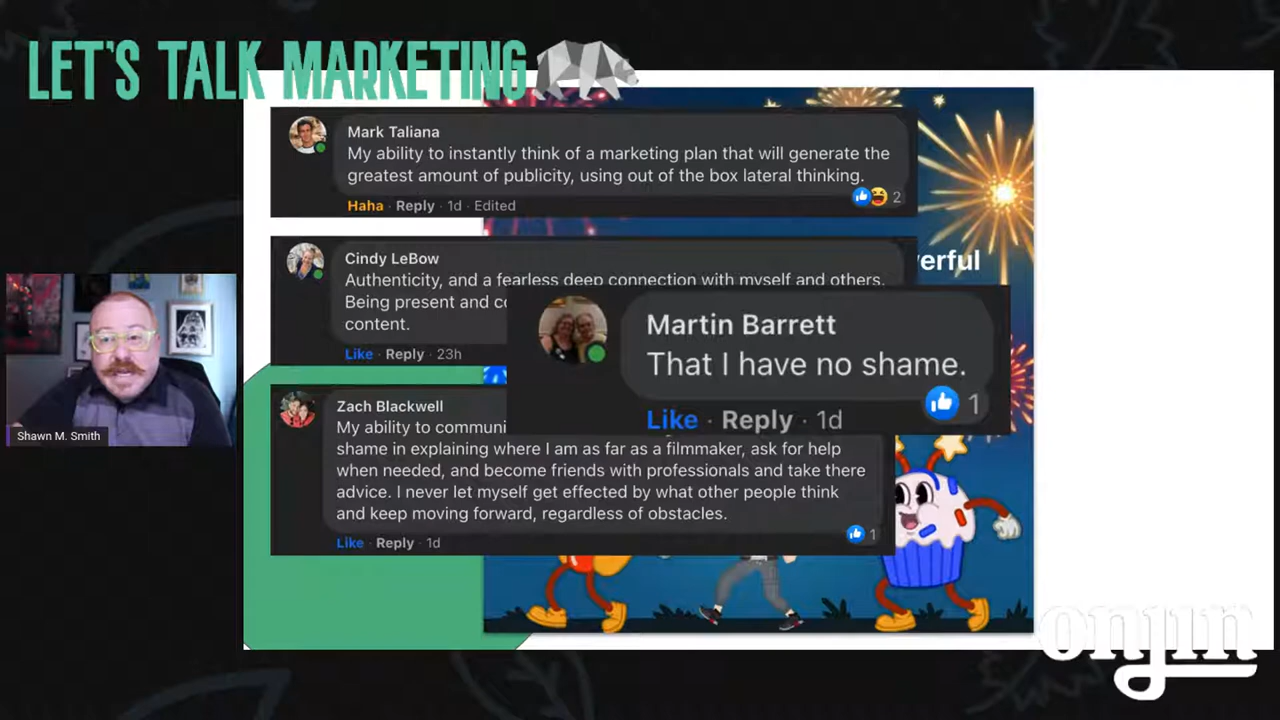 LET'S TALK MARKETING
Mark Taliana
My ability to instantly think of a marketing plan that will generate the
greatest amount of publicity, using out of the box lateral thinking.
Haha · Reply · 1d · Edited
2
Cindy LeBow
Authenticity, and a fearless deep connection with myself and others.
Being present and c
content.
Like · Reply · 23h
verful
Martin Barrett
That I have no shame.
Like · Reply · 1d
1
Zach Blackwell
My ability to communi
shame in explaining where I am as far as a filmmaker, ask for help
when needed, and become friends with professionals and take there
advice. I never let myself get effected by what other people think
and keep moving forward, regardless of obstacles.
Like · Reply · 1d
1
Shawn M. Smith
onjin